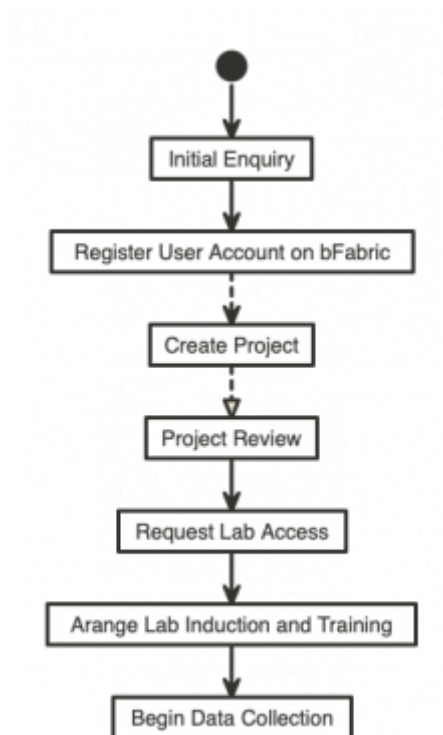 Initial Enquiry
Register User Account on bFabric
Create Project
Project Review
Request Lab Access
Arange Lab Induction and Training
Begin Data Collection